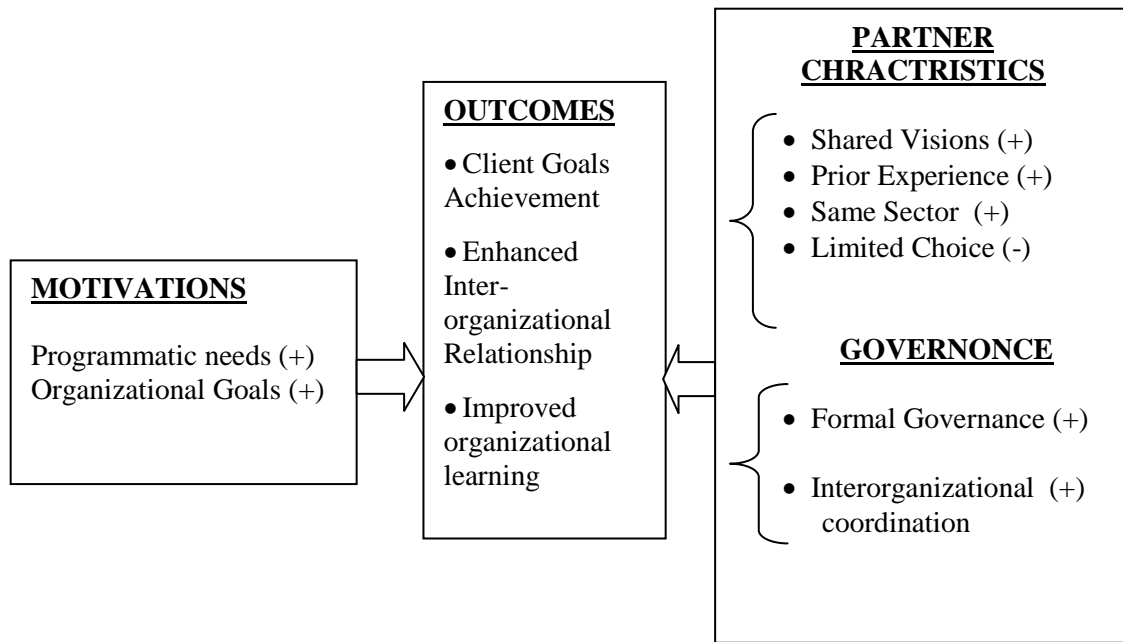 MOTIVATIONS
Programmatic needs (+)
Organizational Goals (+)
OUTCOMES
• Client Goals
Achievement
• Enhanced
Inter-
organizational
Relationship
• Improved
organizational
learning
PARTNER
CHRACTRISTICS
• Shared Visions (+)
• Prior Experience (+)
• Same Sector (+)
• Limited Choice (-)
GOVERNONCE
• Formal Governance (+)
• Interorganizational (+)
coordination